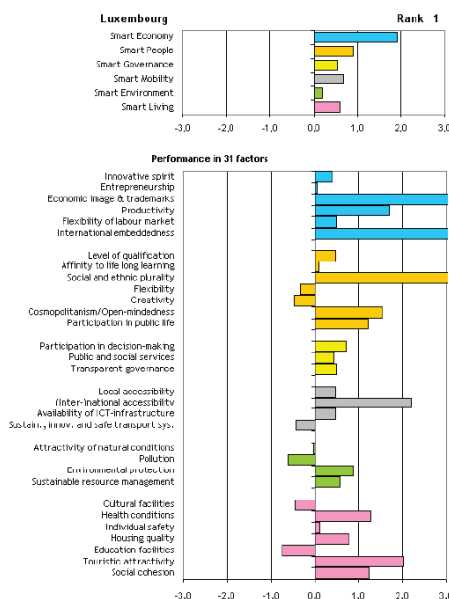 Luxembourg Rank 1
Smart Economy
Smart People
Smart Governance
Smart Mobility
Smart Environment
Smart Living
-3,0 -2,0 -1,0 0,0 1,0 2,0 3,0
Performance in 31 factors
Innovative spirit
Entrepreneurship
Economic image & trademarks
Productivity
Flexibility of labour market
International embeddedness
Level of qualification
Affinity to life long learning
Social and ethnic plurality
Flexibility
Creativity
Cosmopolitanism/Open-mindedness
Participation in public life
Participation in decision-making
Public and social services
Transparent governance
Local accessibility
(Inter-)national accessibility
Availability of ICT-infrastructure
Sustain., innov. and safe transport sys.
Attractivity of natural conditions
Pollution
Environmental protection
Sustainable resource management
Cultural facilities
Health conditions
Individual safety
Housing quality
Education facilities
Touristic attractivity
Social cohesion
-3,0 -2,0 -1,0 0,0 1,0 2,0 3,0